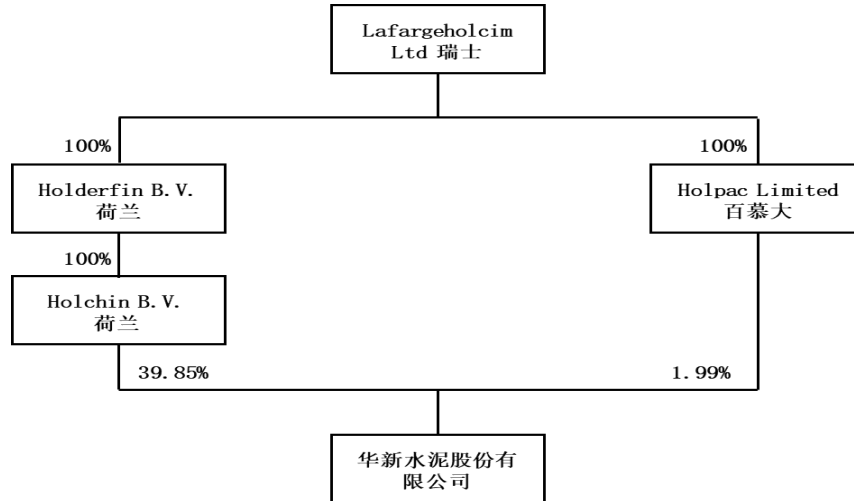 Lafargeholcim
Ltd 瑞士
100%
100%
Holderfin B.V.
荷兰
Holpac Limited
百慕大
100%
Holchin B.V.
荷兰
39.85%
1.99%
华新水泥股份有
限公司